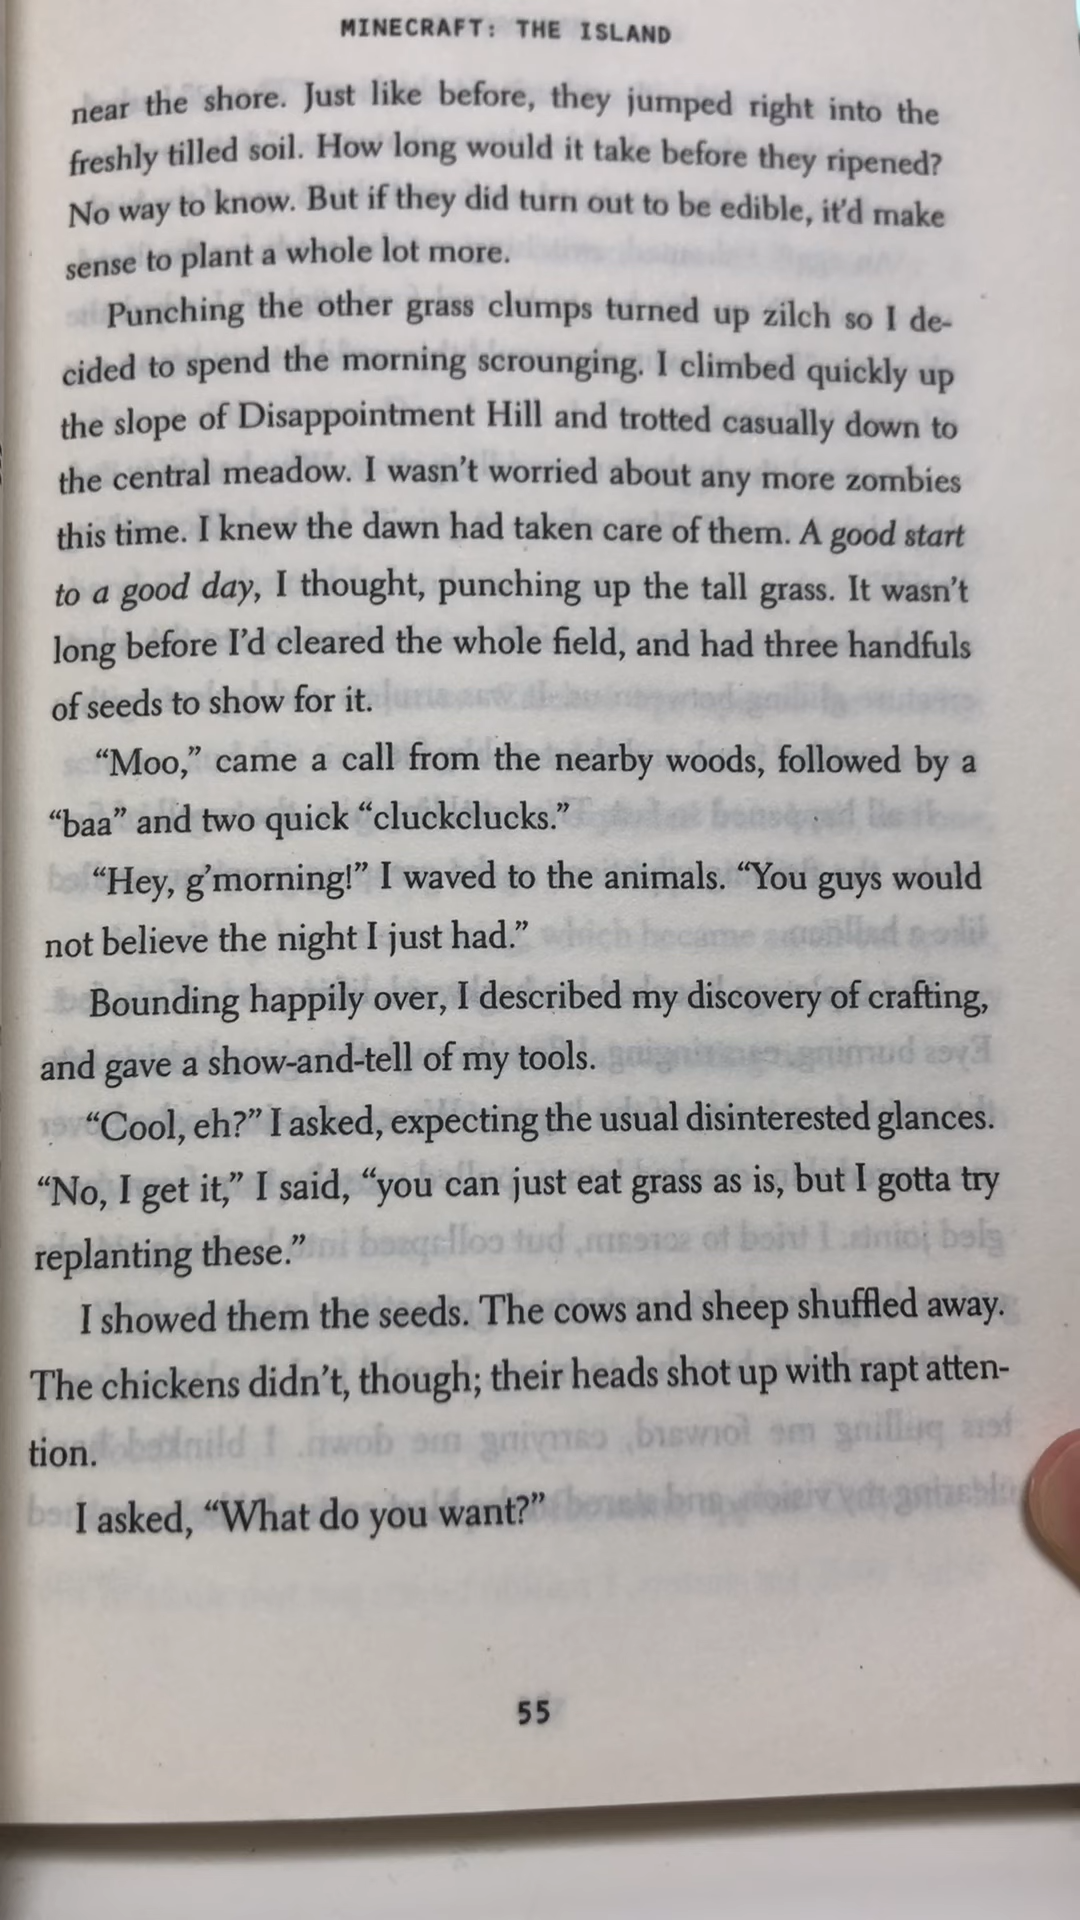 MINECRAFT: THE ISLAND
near the shore. Just like before, they jumped right into the
freshly tilled soil. How long would it take before they ripened?
No way to know. But if they did turn out to be edible, it'd make
sense to plant a whole lot more.
Punching the other grass clumps turned up zilch so I de-
cided to spend the morning scrounging. I climbed quickly up
the slope of Disappointment Hill and trotted casually down to
the central meadow. I wasn't worried about any more zombies
this time. I knew the dawn had taken care of them. A good start
to a good day, I thought, punching up the tall grass. It wasn't
long before I'd cleared the whole field, and had three handfuls
of seeds to show for it.
“Moo,” came a call from the nearby woods, followed by a
“baa” and two quick “cluckclucks.”
“Hey, g'morning!” I waved to the animals. “You guys would
not believe the night I just had.”
Bounding happily over, I described my discovery of crafting,
and gave a show-and-tell of my tools.
“Cool, eh?” I asked, expecting the usual disinterested glances.
“No, I get it,” I said, “you can just eat grass as is, but I gotta try
replanting these.”
I showed them the seeds. The cows and sheep shuffled away.
The chickens didn't, though; their heads shot up with rapt atten-
tion.
I asked, “What do you want?”
55